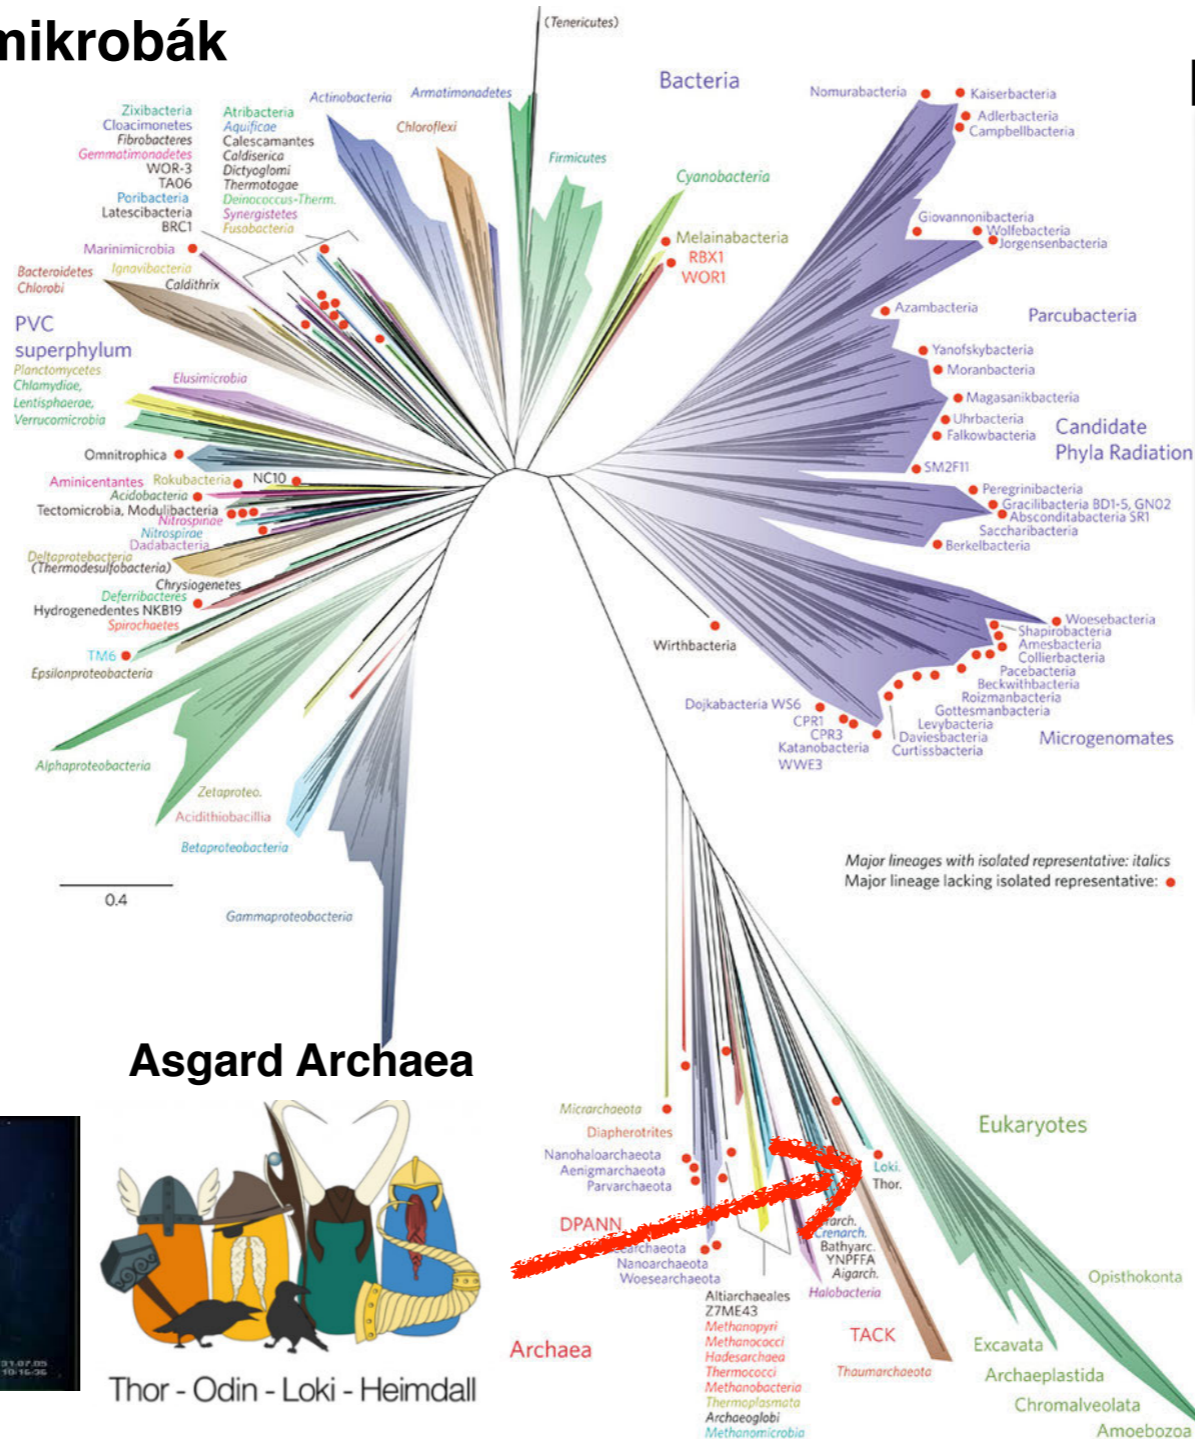 mikrobák
(Tenericutes)
Bacteria
Actinobacteria
Armatimonadetes
Nomurabacteria
Kaiserbacteria
Adlerbacteria
Campbellbacteria
Zixibacteria
Cloacimonetes
Fibrobacteres
Gemmatimonadetes
WOR-3
TA06
Poribacteria
Latescibacteria
BRC1
Atribacteria
Aquificae
Calescamantes
Caldiserica
Dictyoglomi
Thermotogae
Deinococcus-Therm.
Synergistetes
Fusobacteria
Chloroflexi
Firmicutes
Cyanobacteria
Melainabacteria
RBX1
WOR1
Giovannonibacteria
Wolfebacteria
Jorgensenbacteria
Marinimicrobia
Bacteroidetes
Chlorobi
Ignavibacteria
Caldithrix
Azambacteria
Parcubacteria
PVC
superphylum
Planctomycetes
Chlamydiae,
Lentisphaerae,
Verrucomicrobia
Elusimicrobia
Yanofskybacteria
Moranbacteria
Magasanikbacteria
Uhrbacteria
Falkowbacteria
Candidate
Phyla Radiation
SM2F11
Omnitrophica
Aminicentantes
Rokubacteria
NC10
Acidobacteria
Tectomicrobia, Modulibacteria
Nitrospinae
Nitrospirae
Dadabacteria
Deltaprotebacteria
(Thermodesulfobacteria)
Chrysiogenetes
Deferribacteres
Hydrogenedentes NKB19
Spirochaetes
TM6
Epsilonproteobacteria
Peregrinibacteria
Gracilibacteria BD1-5, GN02
Absconditabacteria SR1
Saccharibacteria
Berkelbacteria
Wirthbacteria
Woesebacteria
Shapirobacteria
Amesbacteria
Collierbacteria
Pacebacteria
Beckwithbacteria
Roizmanbacteria
Gottesmanbacteria
Levybacteria
Daviesbacteria
Curtissbacteria
Microgenomates
Dojkabacteria WS6
CPR1
CPR3
Katanobacteria
WWE3
Alphaproteobacteria
Zetaproteo.
Acidithiobacillia
Betaproteobacteria
Gammaproteobacteria
0.4
Major lineages with isolated representative: italics
Major lineage lacking isolated representative:
Asgard Archaea
31.07.05
10:16:36
Thor - Odin - Loki - Heimdall
Micrarchaeota
Diapherotrites
Nanohaloarchaeota
Aenigmarchaeota
Parvarchaeota
DPANN
Nanoarchaeota
Woesearchaeota
Altiarchaeales
Z7ME43
Methanopyri
Methanococci
Hadesarchaea
Thermococci
Methanobacteria
Thermoplasmata
Archaeoglobi
Methanomicrobia
Halobacteria
Archaea
Loki.
Thor.
Crenarch.
Bathyarc.
YNPFFA
Aigarch.
TACK
Thaumarchaeota
Eukaryotes
Opisthokonta
Excavata
Archaeplastida
Chromalveolata
Amoebozoa